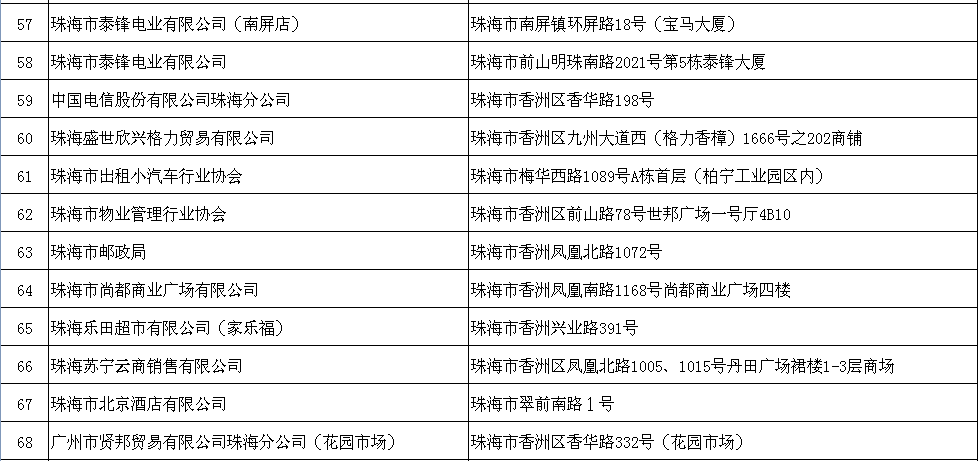 57 珠海市泰锋电业有限公司（南屏店） 珠海市南屏镇环屏路18号（宝马大厦）
58 珠海市泰锋电业有限公司 珠海市前山明珠南路2021号第5栋泰锋大厦
59 中国电信股份有限公司珠海分公司 珠海市香洲区香华路198号
60 珠海盛世欣兴格力贸易有限公司 珠海市香洲区九州大道西（格力香樟）1666号之202商铺
61 珠海市出租小汽车行业协会 珠海市梅华西路1089号A栋首层（柏宁工业园区内）
62 珠海市物业管理行业协会 珠海市香洲区前山路78号世邦广场一号厅4B10
63 珠海市邮政局 珠海市香洲凤凰北路1072号
64 珠海市尚都商业广场有限公司 珠海市香洲凤凰南路1168号尚都商业广场四楼
65 珠海乐田超市有限公司（家乐福） 珠海市香洲兴业路391号
66 珠海苏宁云商销售有限公司 珠海市香洲区凤凰北路1005、1015号丹田广场裙楼1-3层商场
67 珠海市北京酒店有限公司 珠海市翠前南路１号
68 广州市贤邦贸易有限公司珠海分公司（花园市场） 珠海市香洲区香华路332号（花园市场）